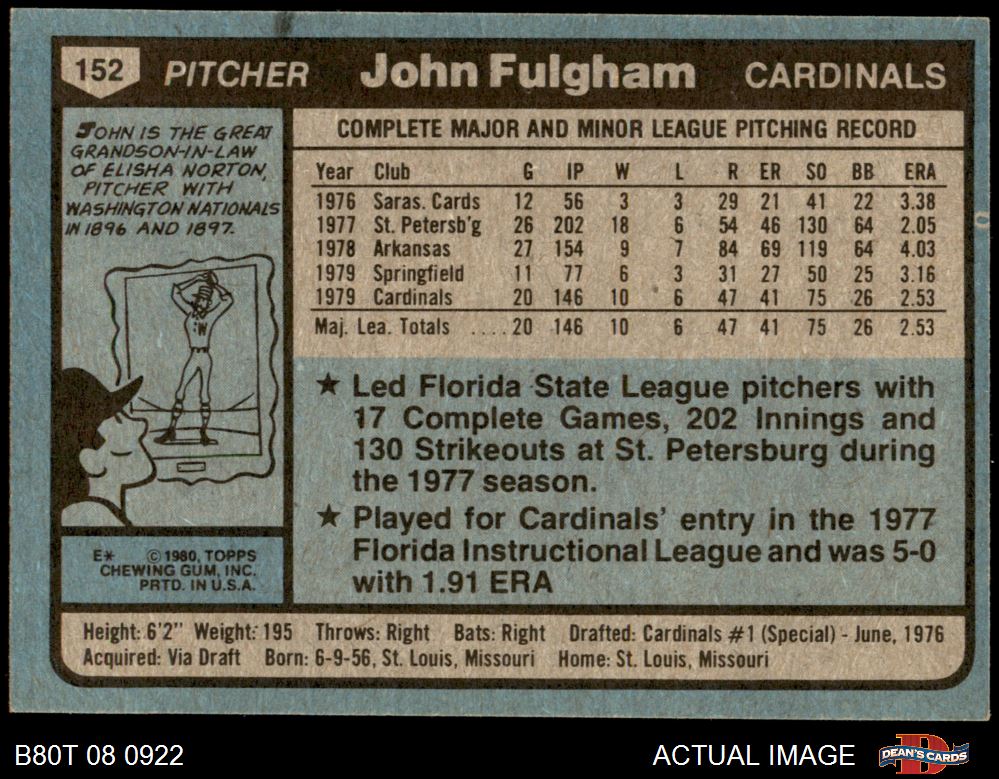 152 PITCHER John Fulgham CARDINALS
JOHN IS THE GREAT
GRANDSON-IN-LAW
OF ELISHA NORTON,
PITCHER WITH
WASHINGTON NATIONALS
IN 1896 AND 1897.
W
E* © 1980, TOPPS
CHEWING GUM, INC.
PRTD. IN U.S.A.
COMPLETE MAJOR AND MINOR LEAGUE PITCHING RECORD
Year Club G IP W L R ER SO BB ERA
1976 Saras. Cards 12 56 3 3 29 21 41 22 3.38
1977 St. Petersb'g 26 202 18 6 54 46 130 64 2.05
1978 Arkansas 27 154 9 7 84 69 119 64 4.03
1979 Springfield 11 77 6 3 31 27 50 25 3.16
1979 Cardinals 20 146 10 6 47 41 75 26 2.53
Maj. Lea. Totals ....20 146 10 6 47 41 75 26 2.53
★ Led Florida State League pitchers with
17 Complete Games, 202 Innings and
130 Strikeouts at St. Petersburg during
the 1977 season.
★ Played for Cardinals' entry in the 1977
Florida Instructional League and was 5-0
with 1.91 ERA
Height: 6'2" Weight: 195 Throws: Right Bats: Right Drafted: Cardinals #1 (Special) - June, 1976
Acquired: Via Draft Born: 6-9-56, St. Louis, Missouri Home: St. Louis, Missouri
B80T 08 0922 ACTUAL IMAGE DEAN'S CARDS